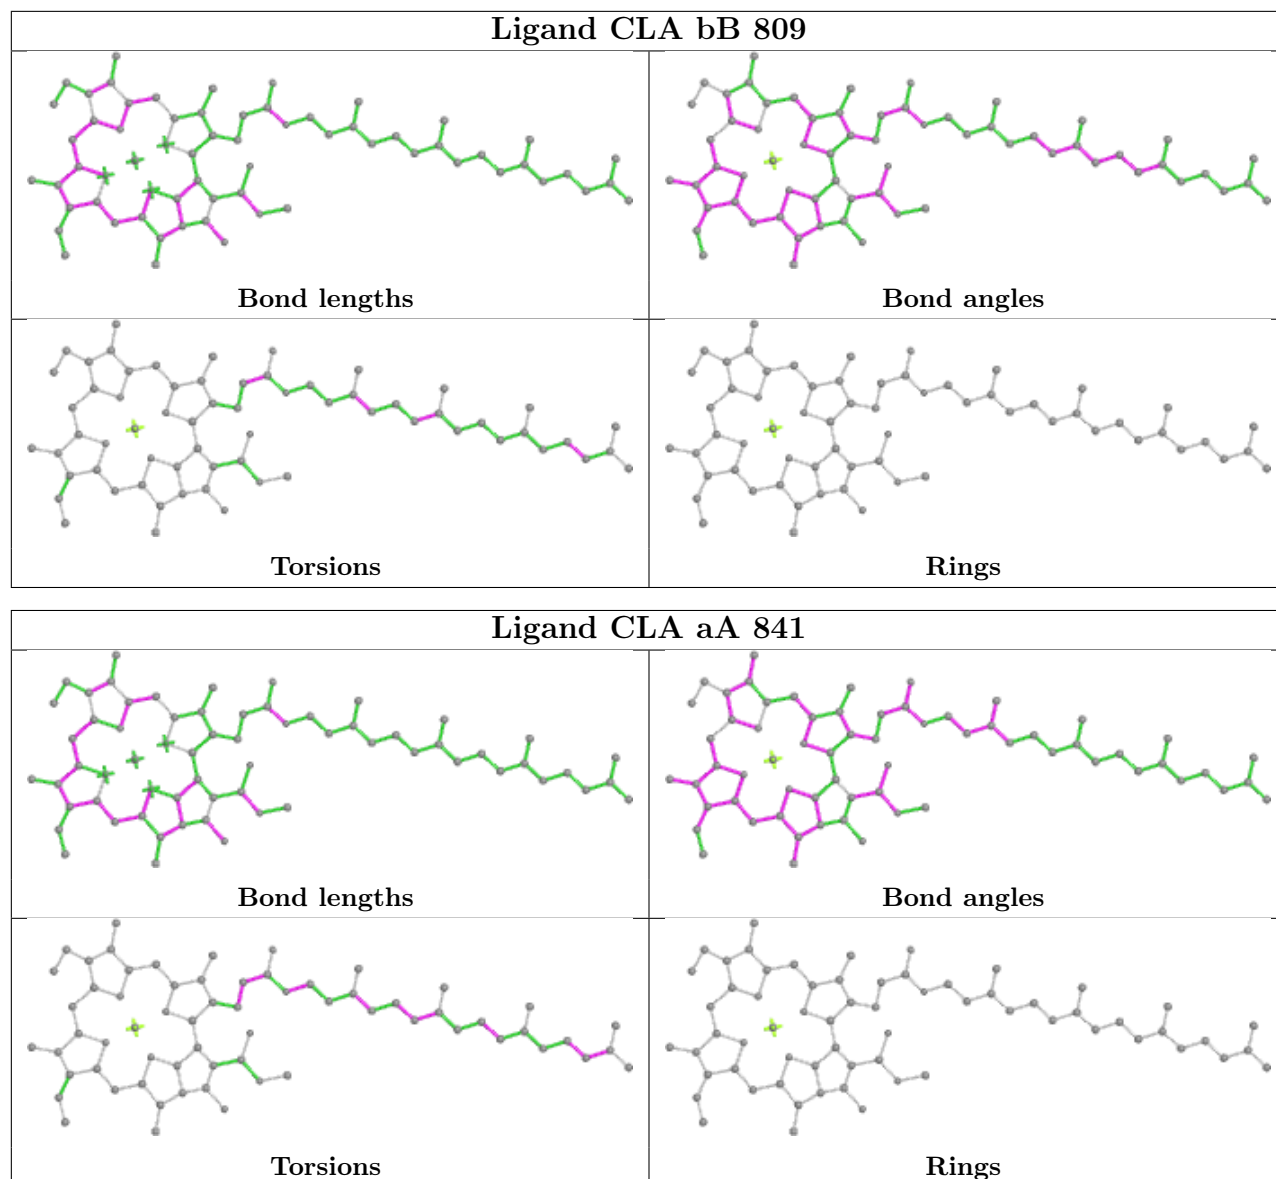 Ligand CLA bB 809
Bond lengths
Bond angles
Torsions
Rings
Ligand CLA aA 841
Bond lengths
Bond angles
Torsions
Rings